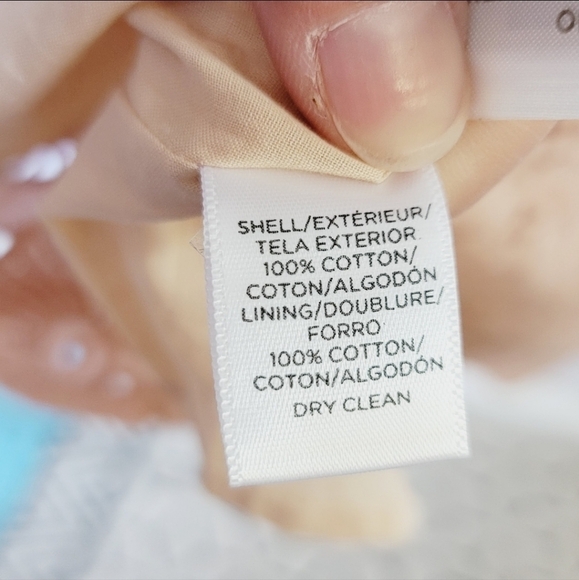 SHELL/EXTÉRIEUR/
TELA EXTERIOR
100% COTTON/
COTON/ALGODÓN
LINING/DOUBLURE/
FORRO
100% COTTON/
COTON/ALGODÓN
DRY CLEAN